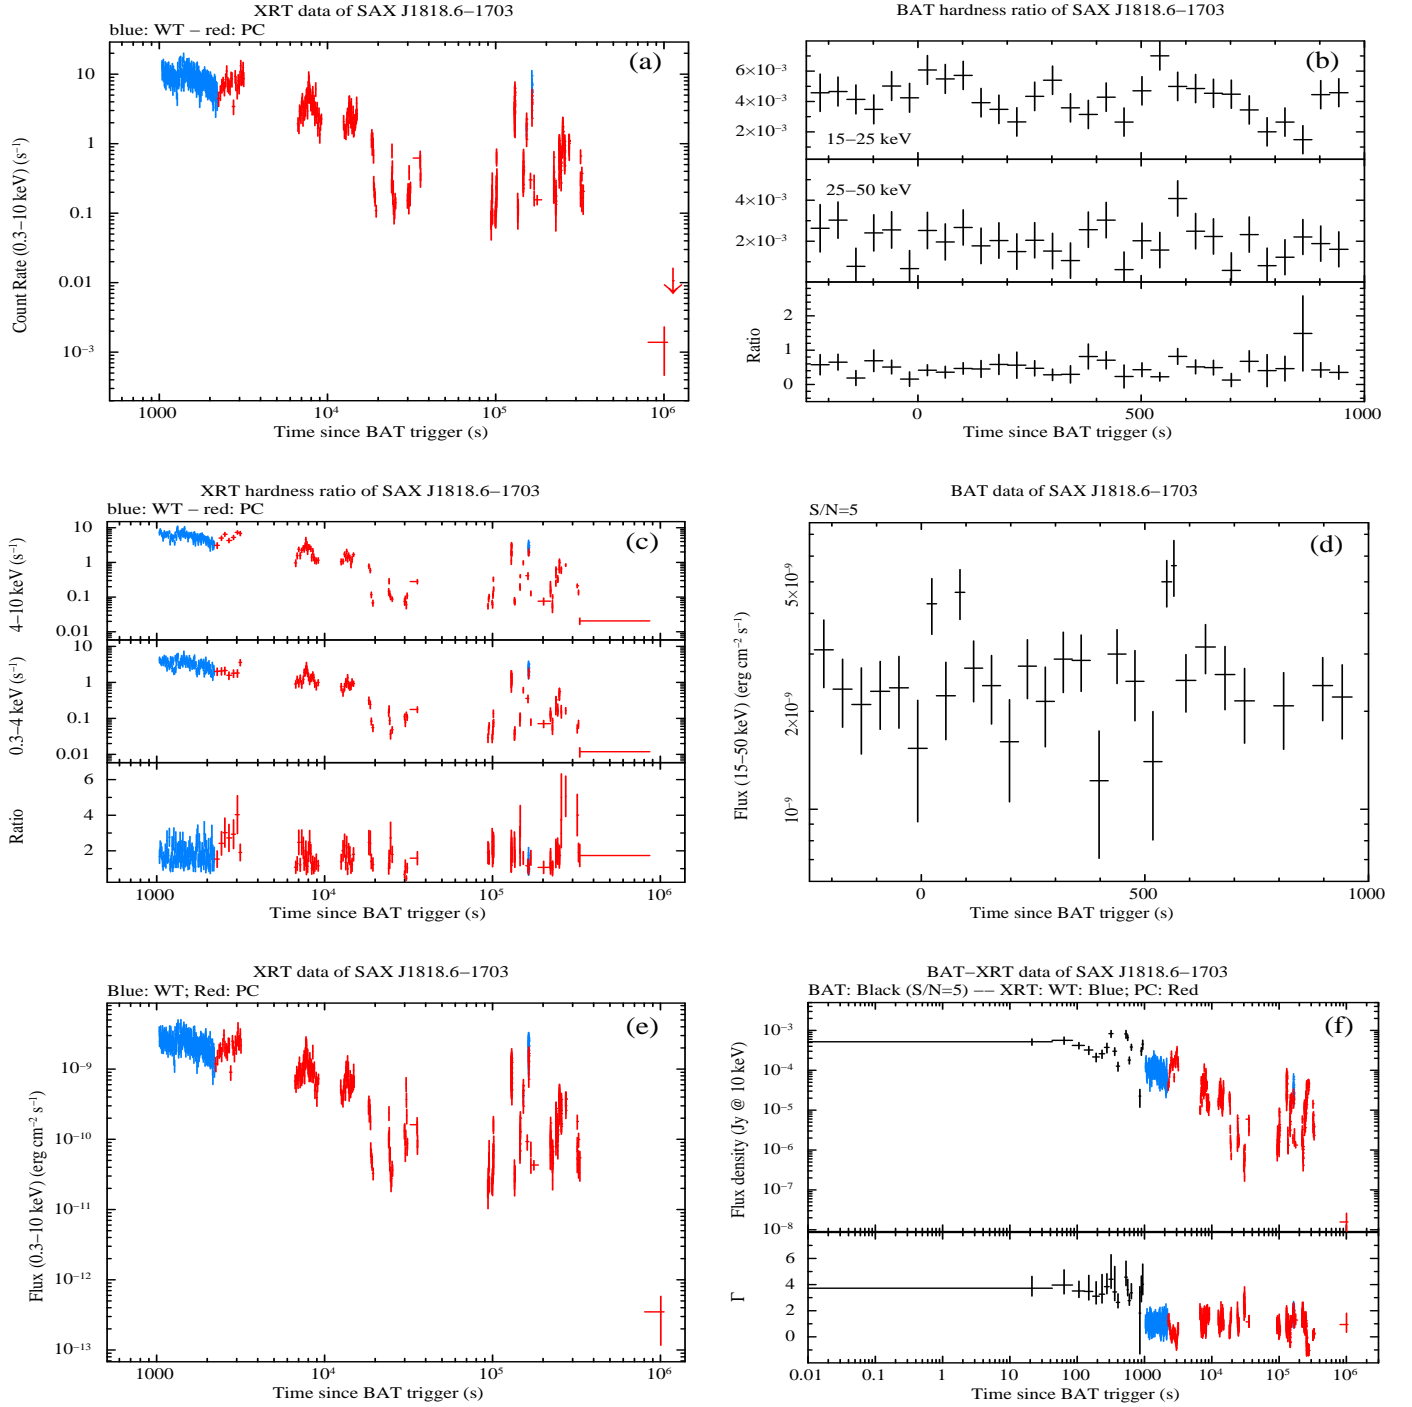 XRT data of SAX J1818.6−1703
blue: WT − red: PC
(a)
Count Rate (0.3−10 keV) (s⁻¹)
10
1
0.1
0.01
10⁻³
1000 10⁴ 10⁵ 10⁶
Time since BAT trigger (s)
BAT hardness ratio of SAX J1818.6−1703
(b)
6×10⁻³
4×10⁻³
2×10⁻³
15−25 keV
25−50 keV
4×10⁻³
2×10⁻³
Ratio
2
1
0
0 500 1000
Time since BAT trigger (s)
XRT hardness ratio of SAX J1818.6−1703
blue: WT − red: PC
(c)
4−10 keV (s⁻¹)
10
1
0.1
0.01
0.3−4 keV (s⁻¹)
10
1
0.1
0.01
Ratio
6
4
2
1000 10⁴ 10⁵ 10⁶
Time since BAT trigger (s)
BAT data of SAX J1818.6−1703
S/N=5
(d)
Flux (15−50 keV) (erg cm⁻² s⁻¹)
5×10⁻⁹
2×10⁻⁹
10⁻⁹
0 500 1000
Time since BAT trigger (s)
XRT data of SAX J1818.6−1703
Blue: WT; Red: PC
(e)
Flux (0.3−10 keV) (erg cm⁻² s⁻¹)
10⁻⁹
10⁻¹⁰
10⁻¹¹
10⁻¹²
10⁻¹³
1000 10⁴ 10⁵ 10⁶
Time since BAT trigger (s)
BAT−XRT data of SAX J1818.6−1703
BAT: Black (S/N=5) −− XRT: WT: Blue; PC: Red
(f)
Flux density (Jy @ 10 keV)
10⁻³
10⁻⁴
10⁻⁵
10⁻⁶
10⁻⁷
10⁻⁸
Γ
6
4
2
0
0.01 0.1 1 10 100 1000 10⁴ 10⁵ 10⁶
Time since BAT trigger (s)